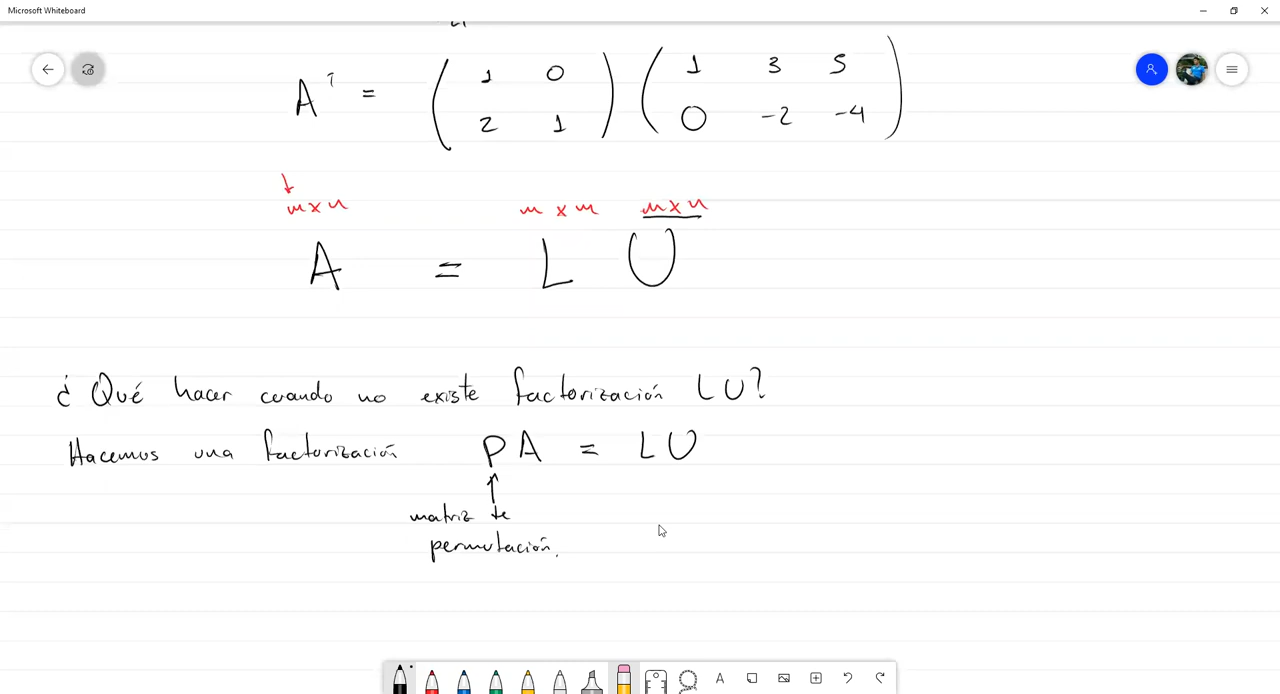 Microsoft Whiteboard
A^T = ( 1 0 ) ( 1 3 5 )
( 2 1 ) ( 0 -2 -4 )
m x n m x m m x n
A = L U
¿ Qué hacer cuando no existe factorización LU?
Hacemos una factorización PA = LU
matriz de
permutación.
A